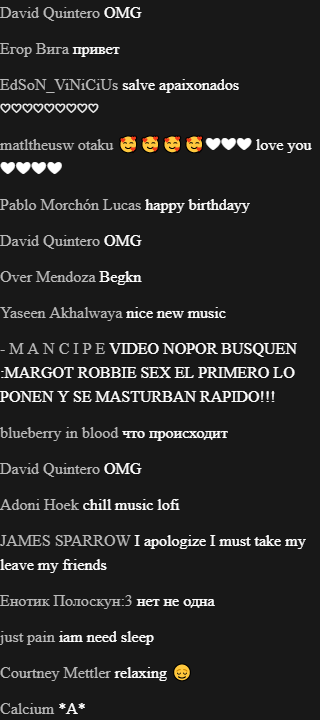 David Quintero OMG
Егор Вига привет
EdSoN_ViNiCiUs salve apaixonados
♡♡♡♡♡♡♡♡♡
matltheusw otaku 🥰 🥰 🥰 🥰🤍🤍🤍 love you
🤍🤍🤍🤍
Pablo Morchón Lucas happy birthdayy
David Quintero OMG
Over Mendoza Begkn
Yaseen Akhalwaya nice new music
- M A N C I P E VIDEO NOPOR BUSQUEN
:MARGOT ROBBIE SEX EL PRIMERO LO
PONEN Y SE MASTURBAN RAPIDO!!!
blueberry in blood что происходит
David Quintero OMG
Adoni Hoek chill music lofi
JAMES SPARROW I apologize I must take my
leave my friends
Енотик Полоскун:3 нет не одна
just pain iam need sleep
Courtney Mettler relaxing 😌
Calcium *A*